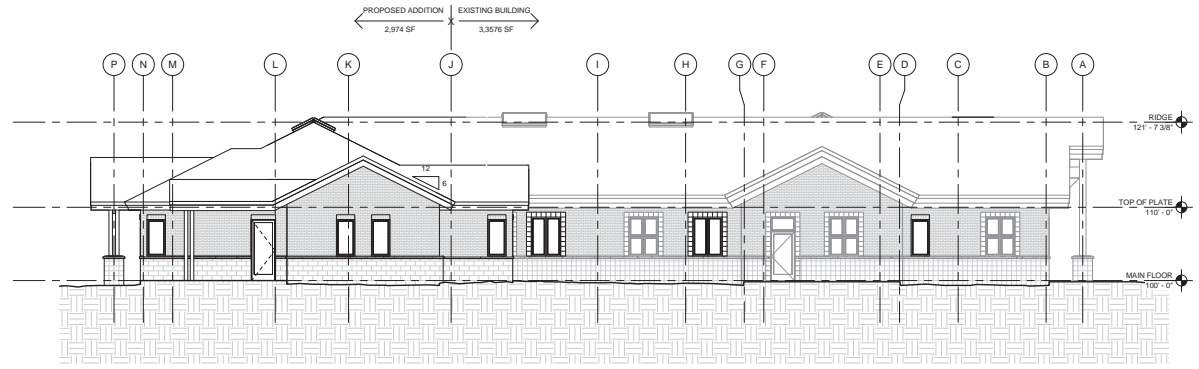 PROPOSED ADDITION EXISTING BUILDING
2,974 SF X 3,3576 SF
P N M L K J I H G F E D C B A
RIDGE
121' - 7 3/8"
12
6
TOP OF PLATE
110' - 0"
MAIN FLOOR
100' - 0"